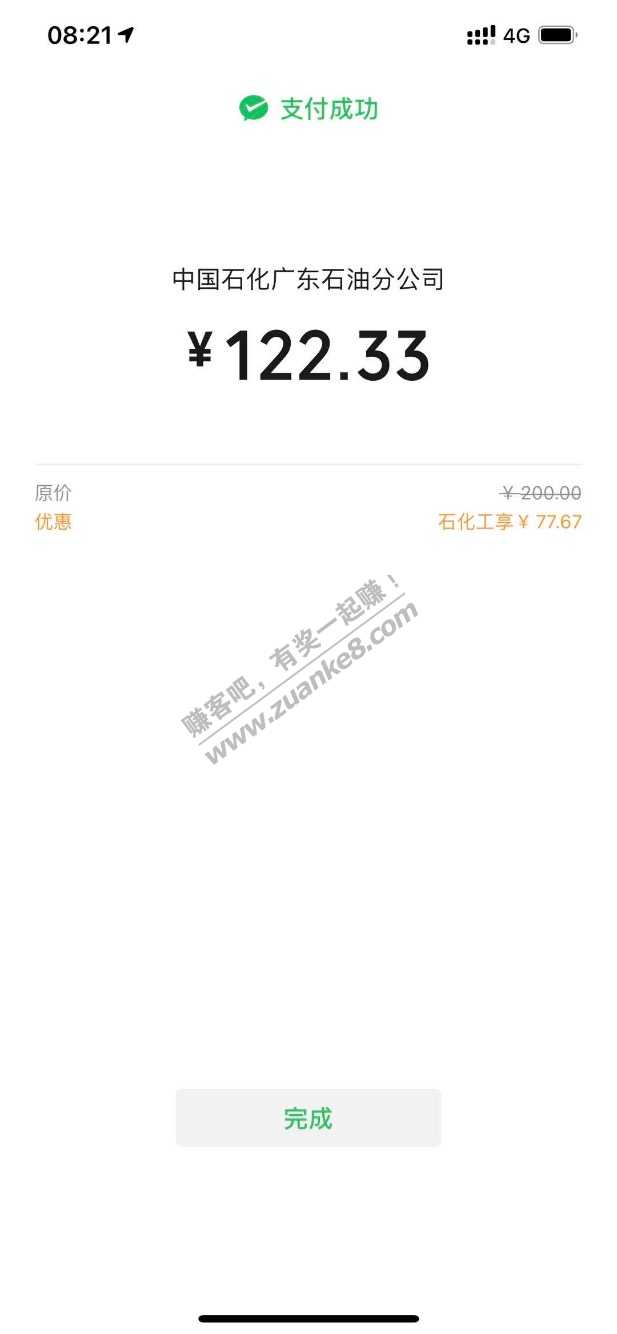 08:21 4G
支付成功
中国石化广东石油分公司
¥122.33
原价 ¥ 200.00
优惠 石化工享 ¥ 77.67
赚客吧，有奖一起赚！
www.zuanke8.com
完成